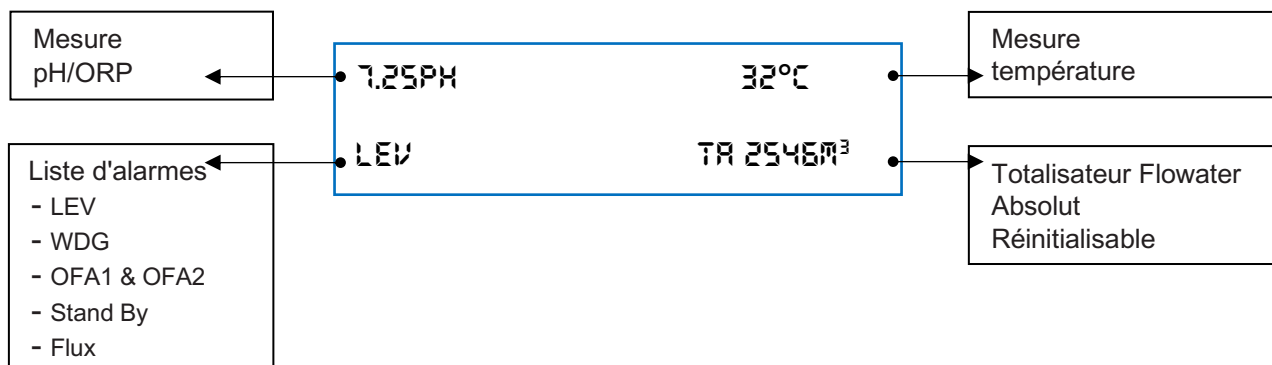 Mesure
pH/ORP
7.25PH
32°C
Mesure
température
LEV
TA 2546M³
Liste d'alarmes
- LEV
- WDG
- OFA1 & OFA2
- Stand By
- Flux
Totalisateur Flowater
Absolut
Réinitialisable